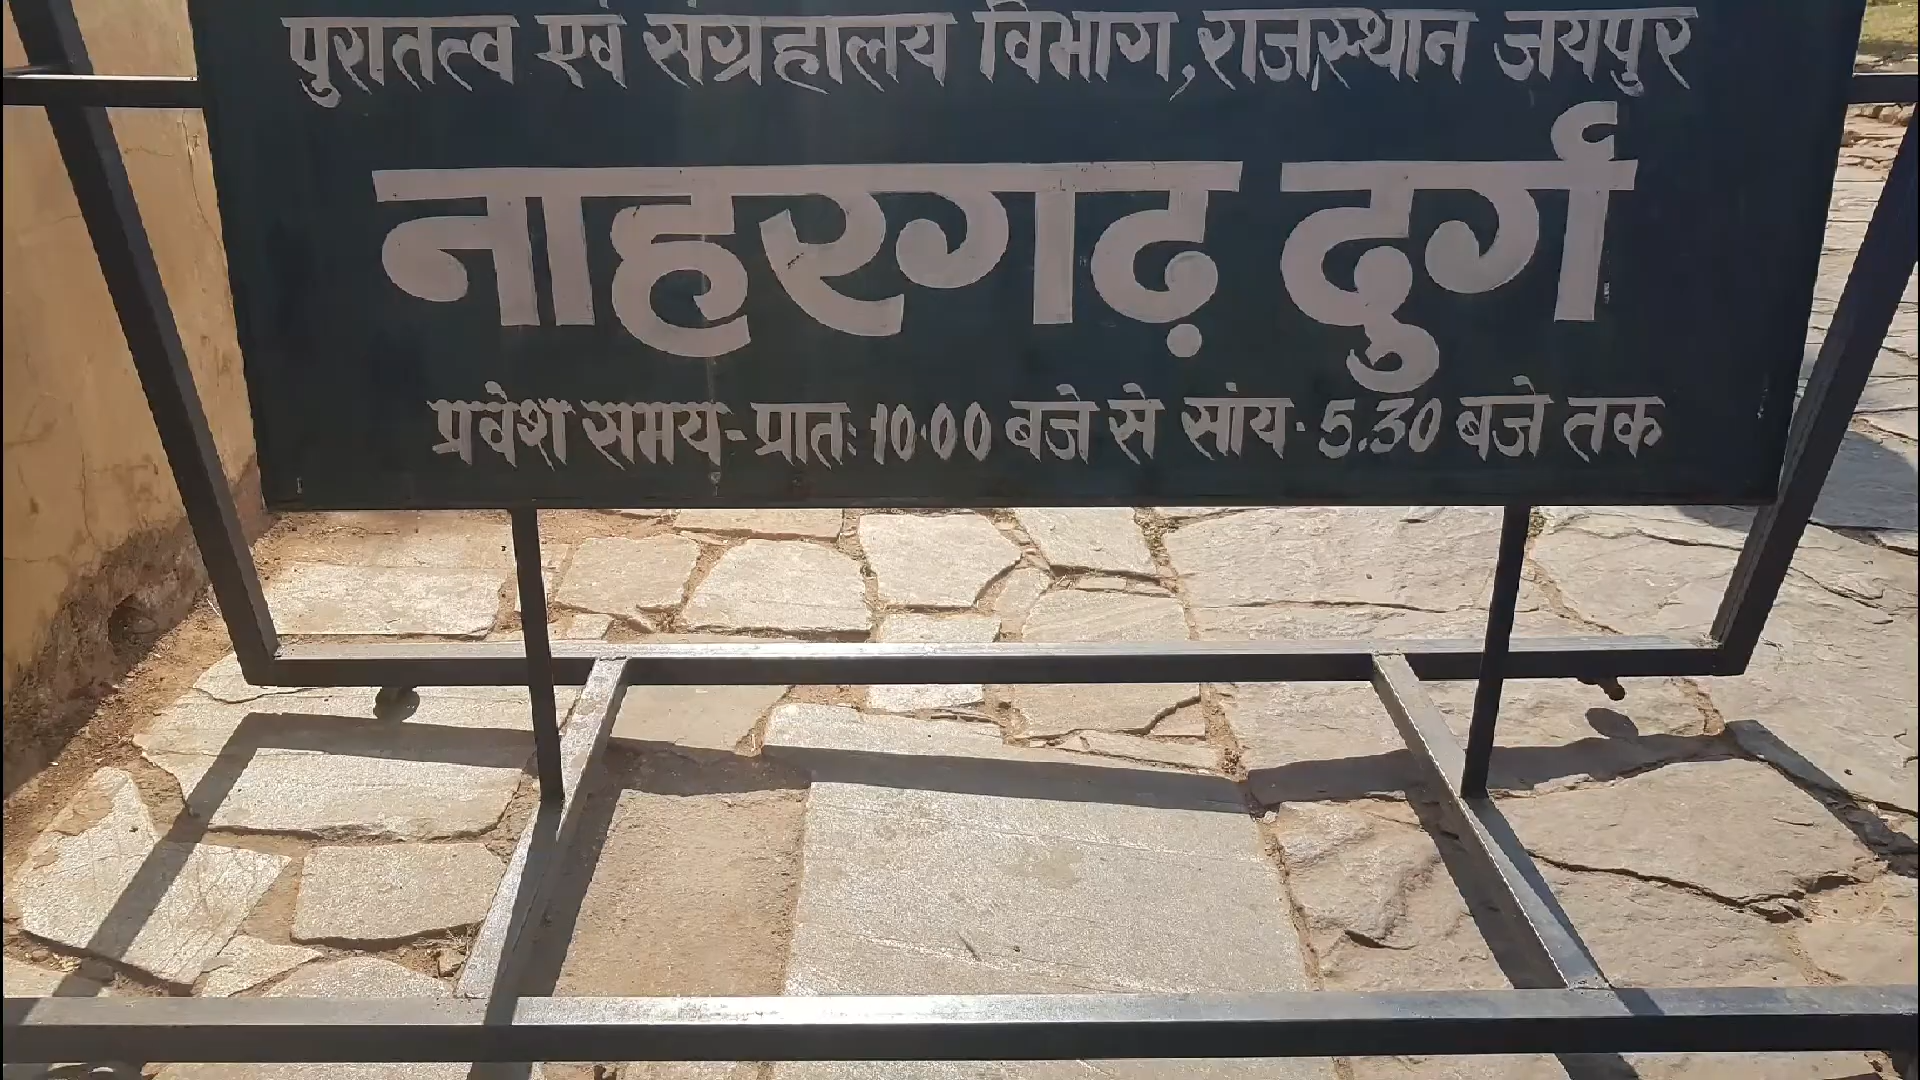 पुरातत्व एवं संग्रहालय विभाग,राजस्थान जयपुर
नाहरगढ़ दुर्ग
प्रवेश समय-प्रातः 10.00 बजे से सांय. 5.30 बजे तक